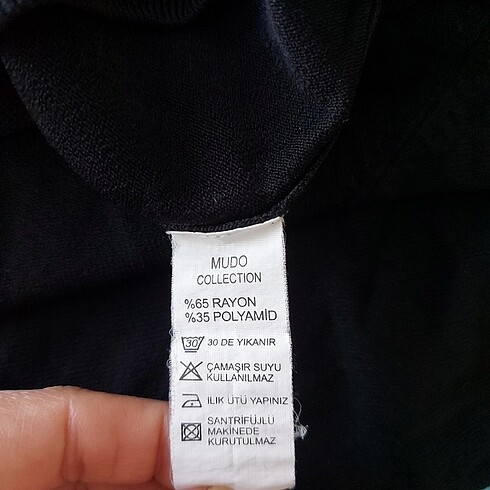 MUDO
COLLECTION
%65 RAYON
%35 POLYAMİD
30 30 DE YIKANIR
ÇAMAŞIR SUYU
KULLANILMAZ
ILIK ÜTÜ YAPINIZ
SANTRİFÜJLÜ
MAKİNEDE
KURUTULMAZ